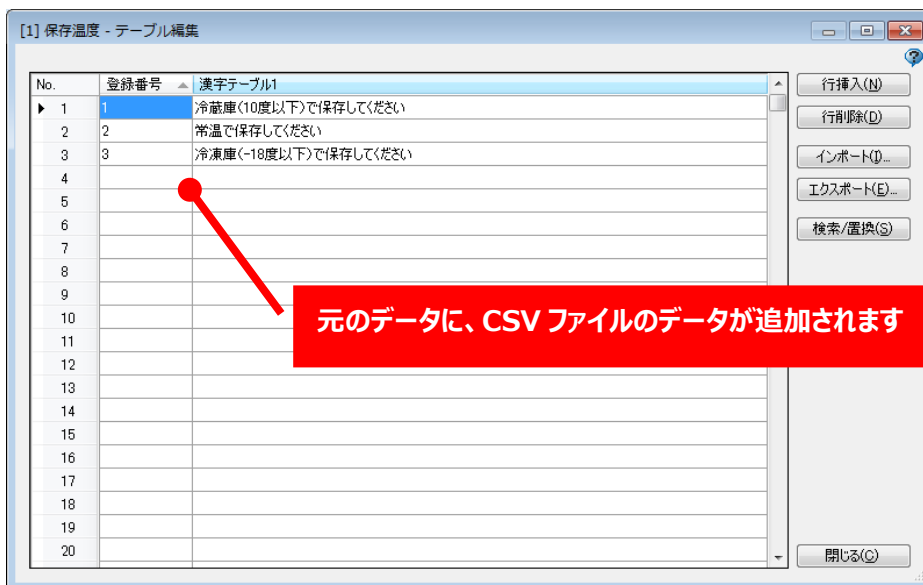 [1] 保存温度 - テーブル編集
No. 登録番号 漢字テーブル1
1 1 冷蔵庫(10度以下)で保存してください
2 2 常温で保存してください
3 3 冷凍庫(-18度以下)で保存してください
4
5
6
7
8
9
10
11
12
13
14
15
16
17
18
19
20
元のデータに、CSV ファイルのデータが追加されます
行挿入(N)
行削除(D)
インポート(I)...
エクスポート(E)...
検索/置換(S)
閉じる(C)